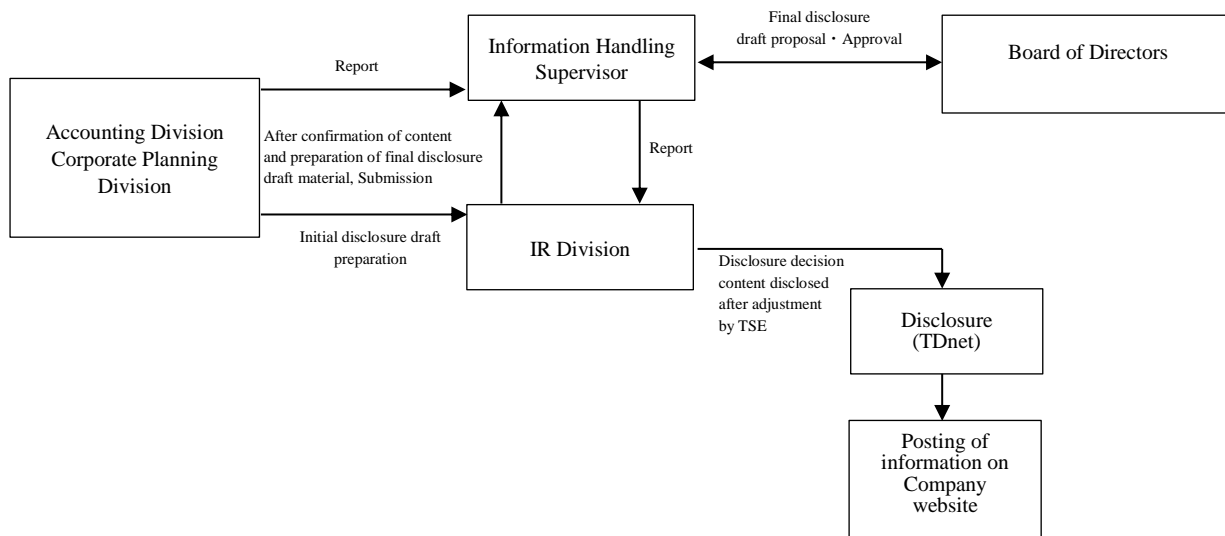 Final disclosure
draft proposal・Approval
Information Handling
Supervisor
Board of Directors
Report
Accounting Division
Corporate Planning
Division
After confirmation of content
and preparation of final disclosure
draft material, Submission
Report
Initial disclosure draft
preparation
IR Division
Disclosure decision
content disclosed
after adjustment
by TSE
Disclosure
(TDnet)
Posting of
information on
Company
website